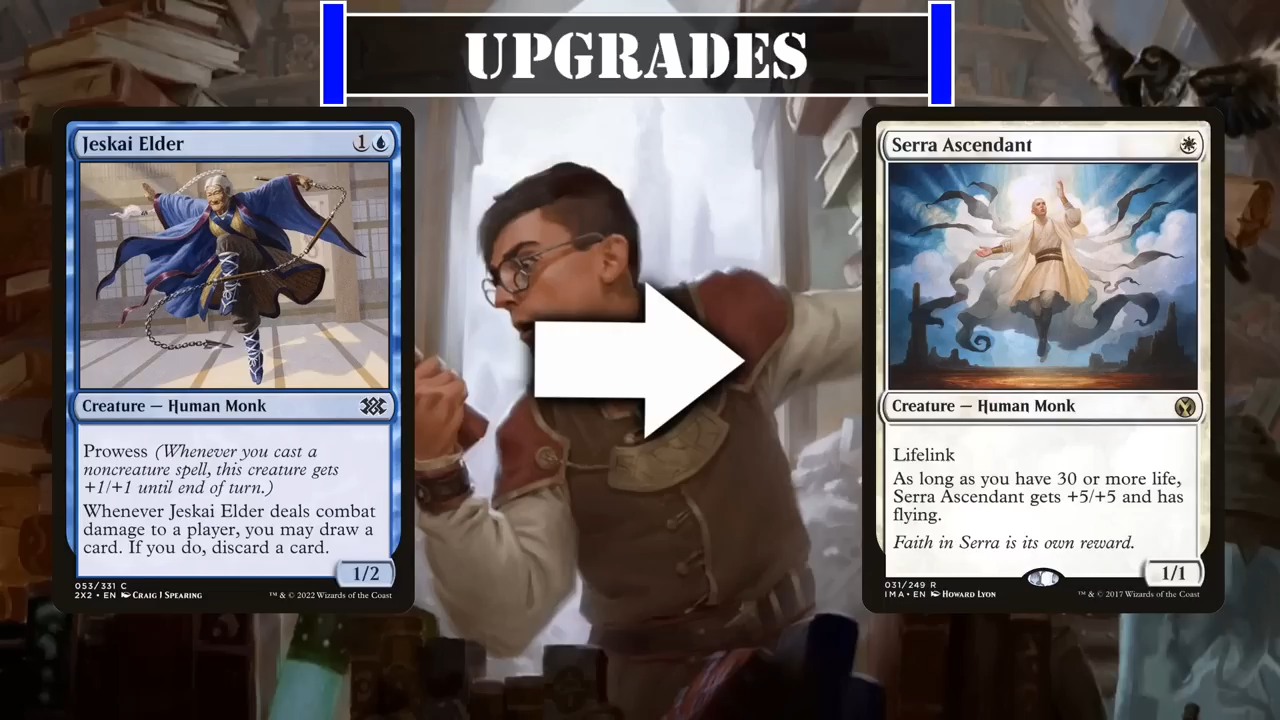 UPGRADES
Jeskai Elder 1
Creature — Human Monk
Prowess (Whenever you cast a
noncreature spell, this creature gets
+1/+1 until end of turn.)
Whenever Jeskai Elder deals combat
damage to a player, you may draw a
card. If you do, discard a card.
1/2
053/331 C
2X2 • EN Craig J Spearing
™ & © 2022 Wizards of the Coast
Serra Ascendant
Creature — Human Monk
Lifelink
As long as you have 30 or more life,
Serra Ascendant gets +5/+5 and has
flying.
Faith in Serra is its own reward.
1/1
031/249 R
IMA • EN Howard Lyon
™ & © 2017 Wizards of the Coast